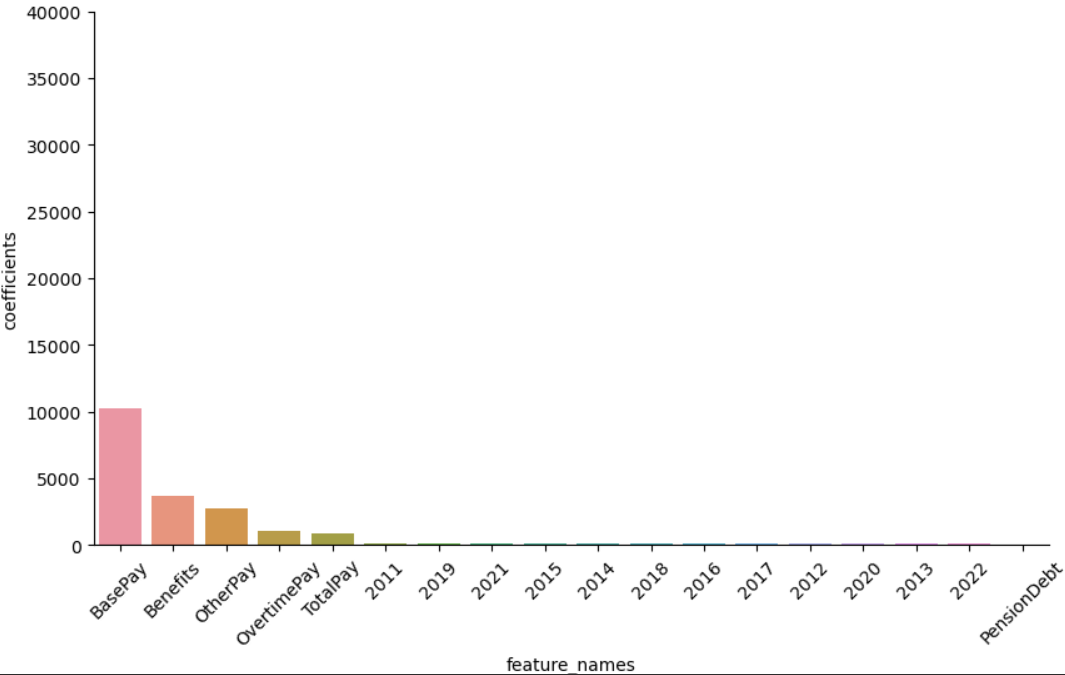 40000
35000
30000
25000
20000
15000
10000
5000
0
coefficients
BasePay
Benefits
OtherPay
OvertimePay
TotalPay
2011
2019
2021
2015
2014
2018
2016
2017
2012
2020
2013
2022
PensionDebt
feature_names